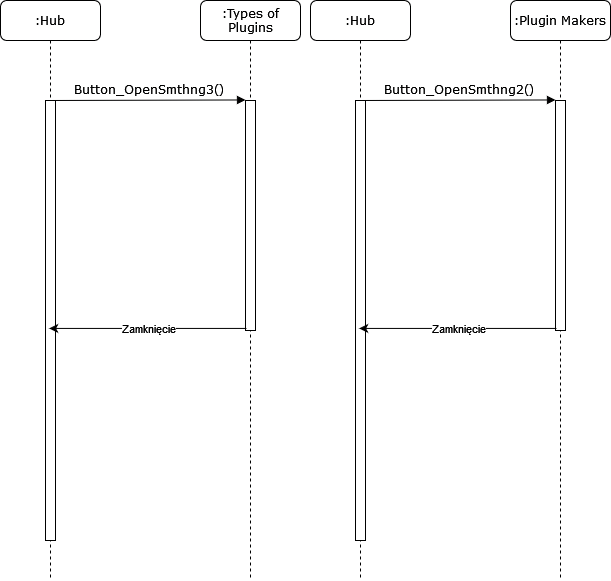 :Hub
:Types of
Plugins
:Hub
:Plugin Makers
Button_OpenSmthng3()
Button_OpenSmthng2()
Zamknięcie
Zamknięcie